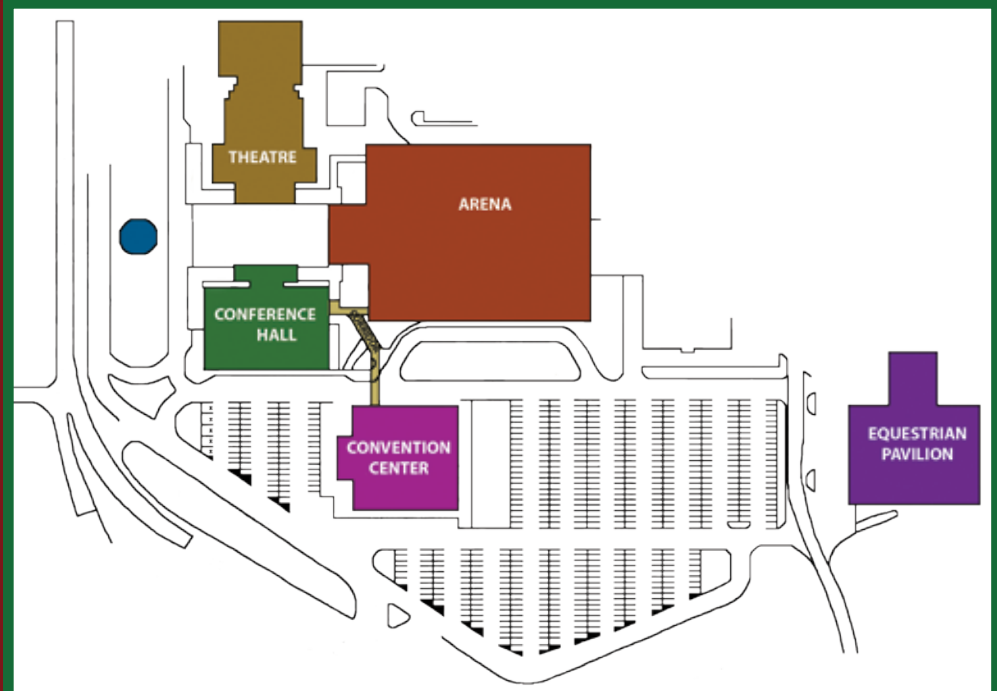 THEATRE
ARENA
CONFERENCE
HALL
CONVENTION
CENTER
EQUESTRIAN
PAVILION